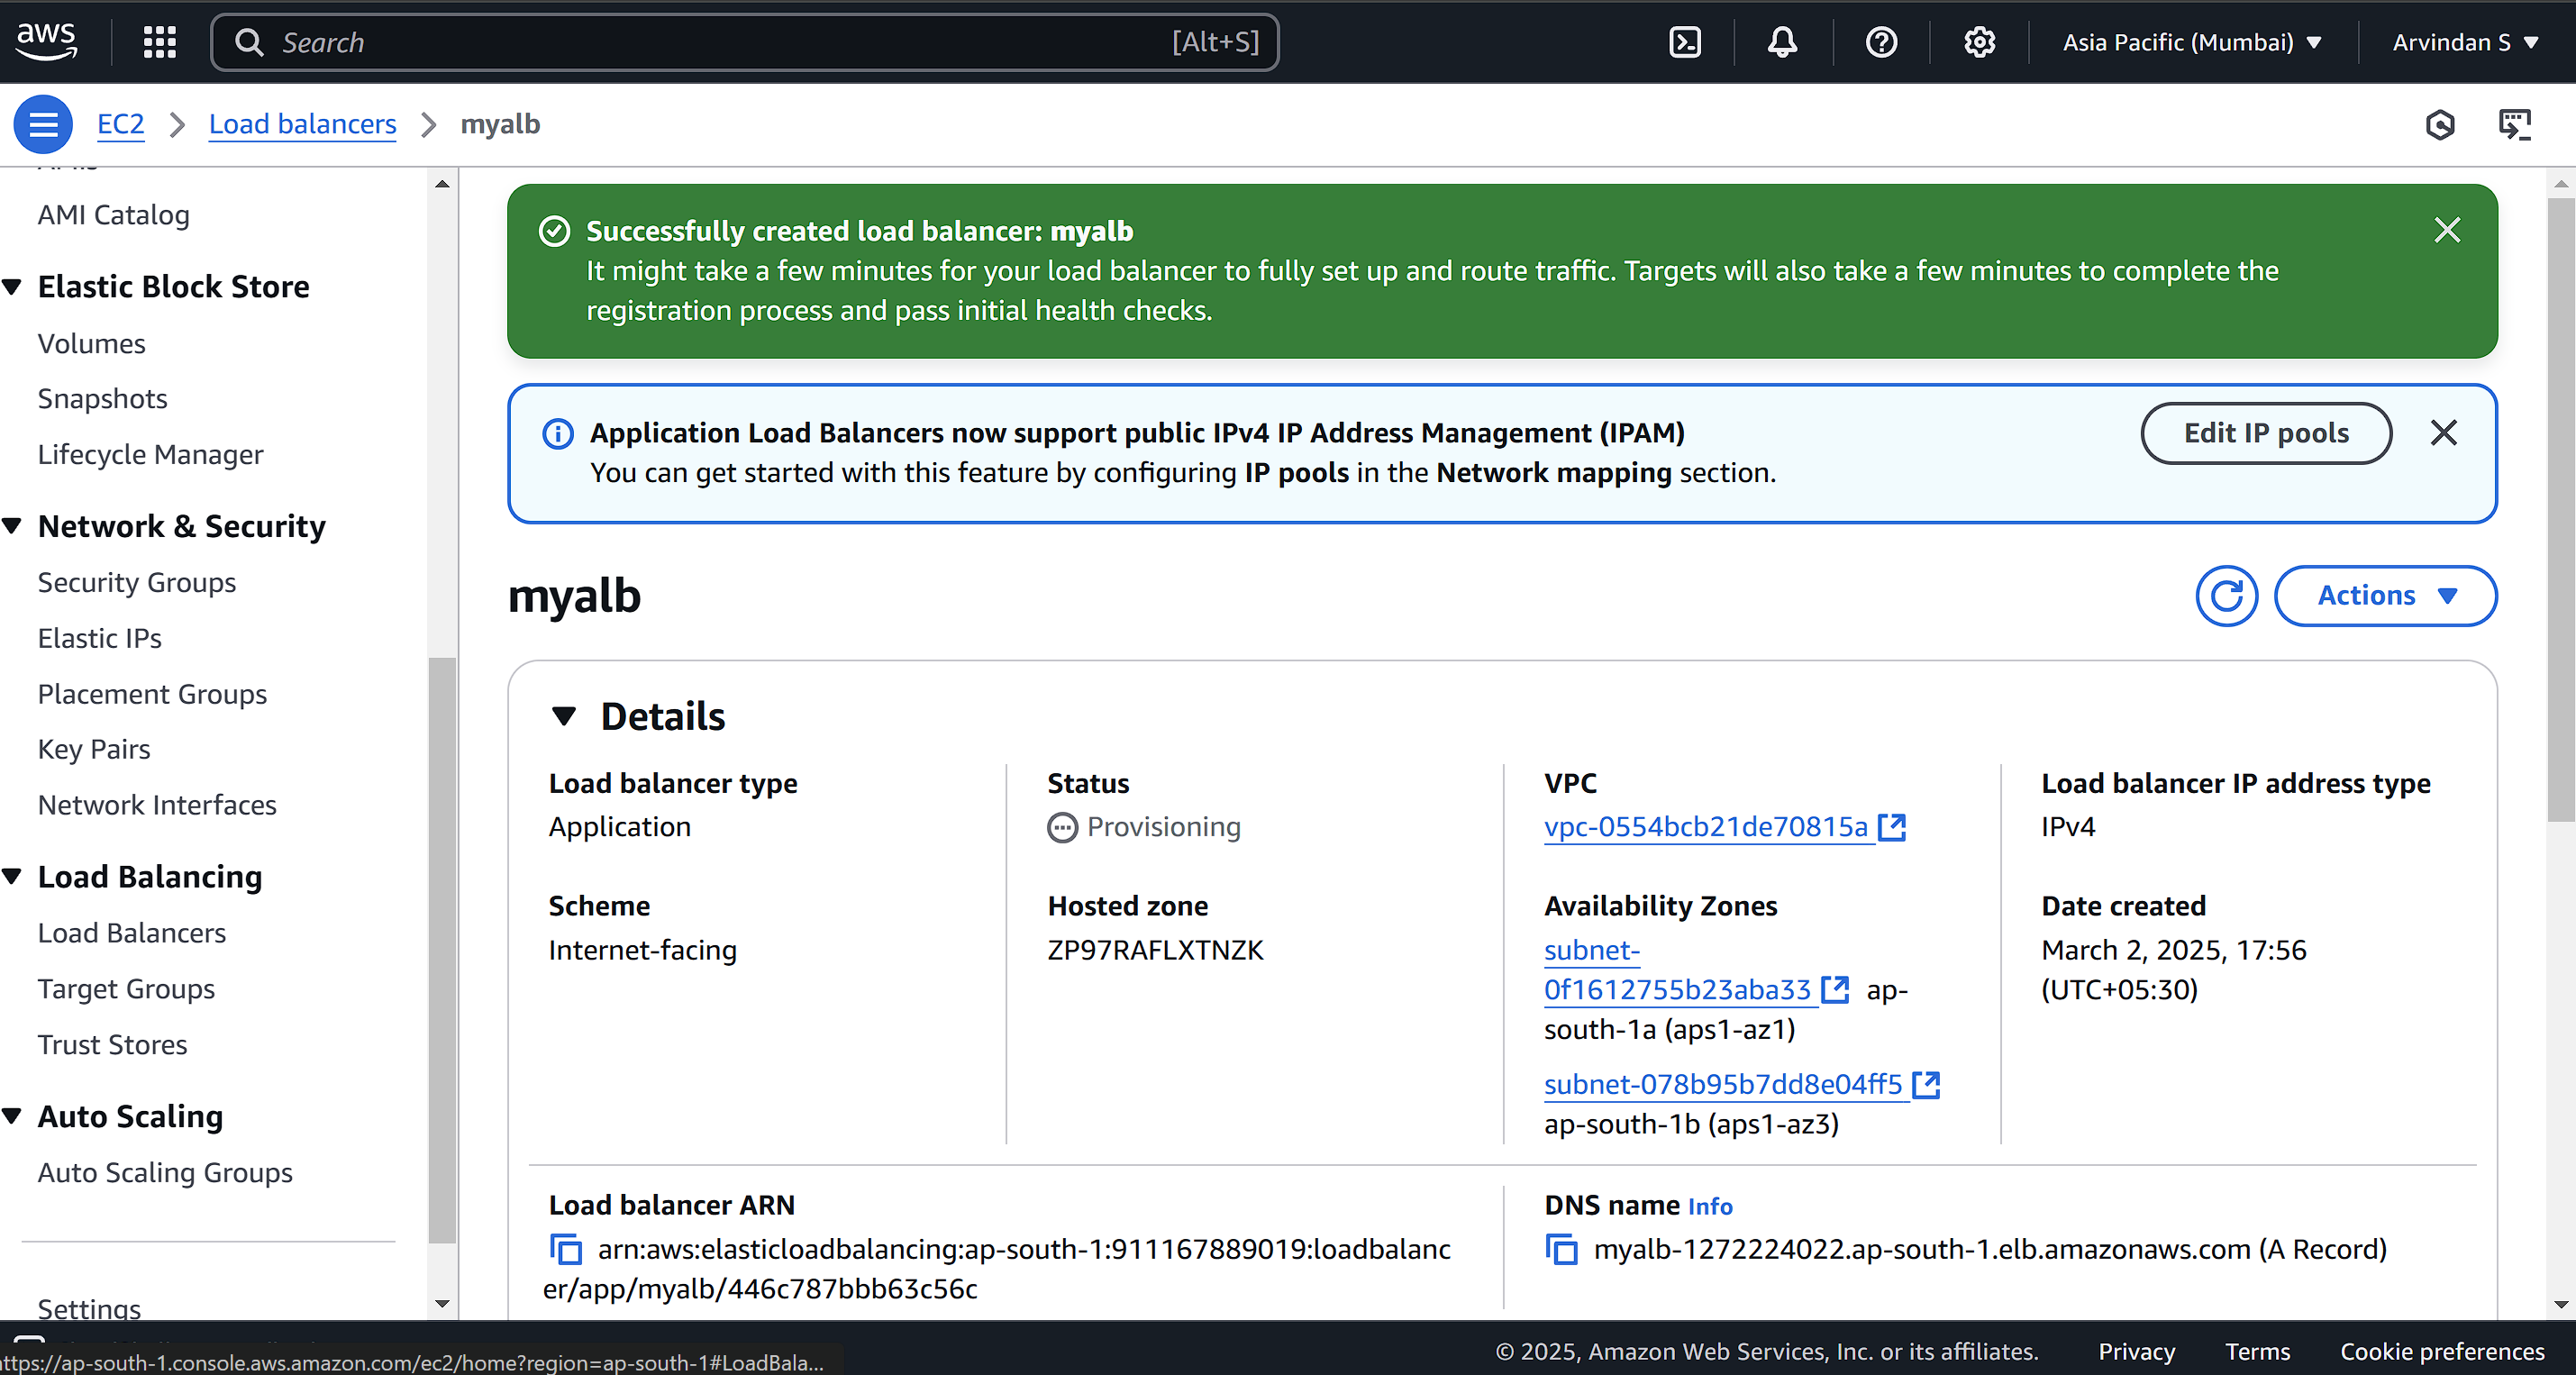 aws
Search
[Alt+S]
Asia Pacific (Mumbai)
Arvindan S
EC2
Load balancers
myalb
AMI Catalog
Elastic Block Store
Volumes
Snapshots
Lifecycle Manager
Network & Security
Security Groups
Elastic IPs
Placement Groups
Key Pairs
Network Interfaces
Load Balancing
Load Balancers
Target Groups
Trust Stores
Auto Scaling
Auto Scaling Groups
Settings
Successfully created load balancer: myalb
It might take a few minutes for your load balancer to fully set up and route traffic. Targets will also take a few minutes to complete the
registration process and pass initial health checks.
Application Load Balancers now support public IPv4 IP Address Management (IPAM)
You can get started with this feature by configuring IP pools in the Network mapping section.
Edit IP pools
myalb
Actions
Details
Load balancer type
Application
Scheme
Internet-facing
Status
Provisioning
Hosted zone
ZP97RAFLXTNZK
VPC
vpc-0554bcb21de70815a
Availability Zones
subnet-
0f1612755b23aba33 ap-
south-1a (aps1-az1)
subnet-078b95b7dd8e04ff5
ap-south-1b (aps1-az3)
Load balancer IP address type
IPv4
Date created
March 2, 2025, 17:56
(UTC+05:30)
Load balancer ARN
arn:aws:elasticloadbalancing:ap-south-1:911167889019:loadbalanc
er/app/myalb/446c787bbb63c56c
DNS name Info
myalb-1272224022.ap-south-1.elb.amazonaws.com (A Record)
ttps://ap-south-1.console.aws.amazon.com/ec2/home?region=ap-south-1#LoadBala...
© 2025, Amazon Web Services, Inc. or its affiliates.
Privacy
Terms
Cookie preferences